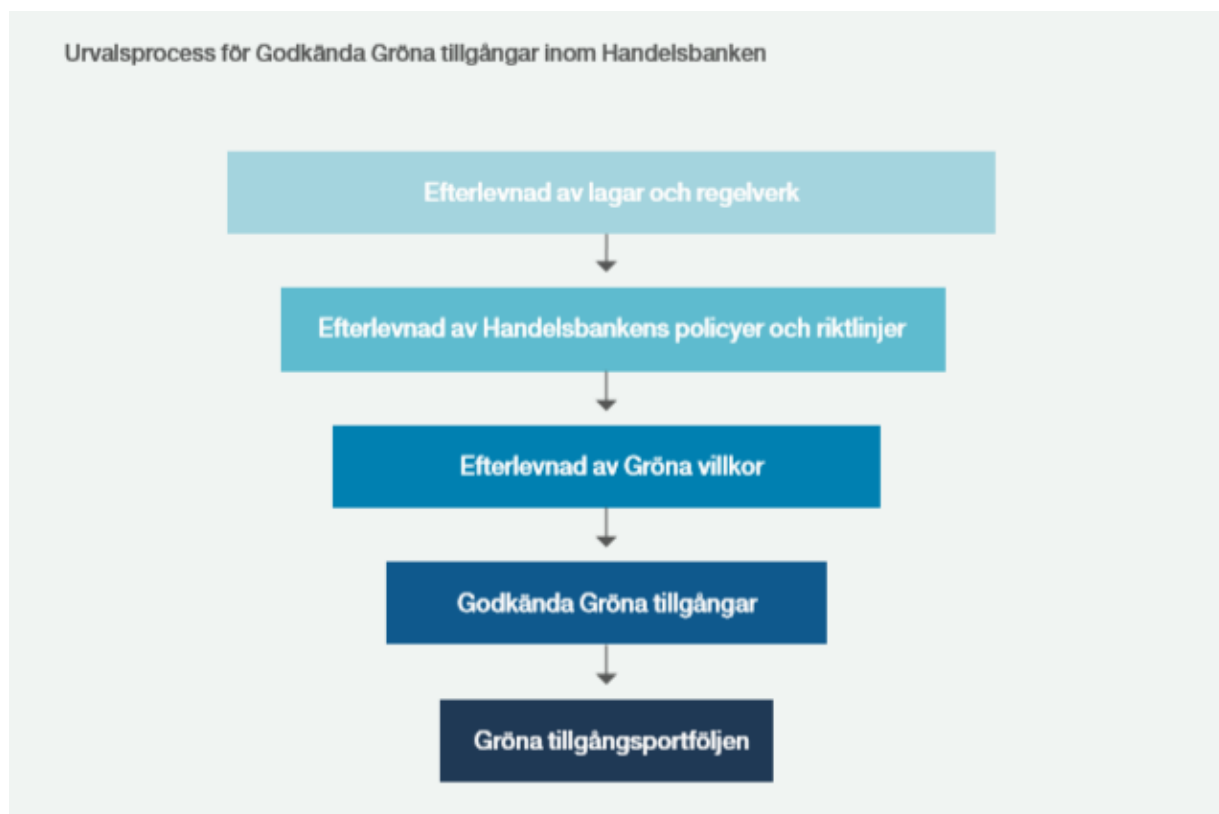 Urvalsprocess för Godkända Gröna tillgångar inom Handelsbanken
Efterlevnad av lagar och regelverk
Efterlevnad av Handelsbankens policyer och riktlinjer
Efterlevnad av Gröna villkor
Godkända Gröna tillgångar
Gröna tillgångsportföljen